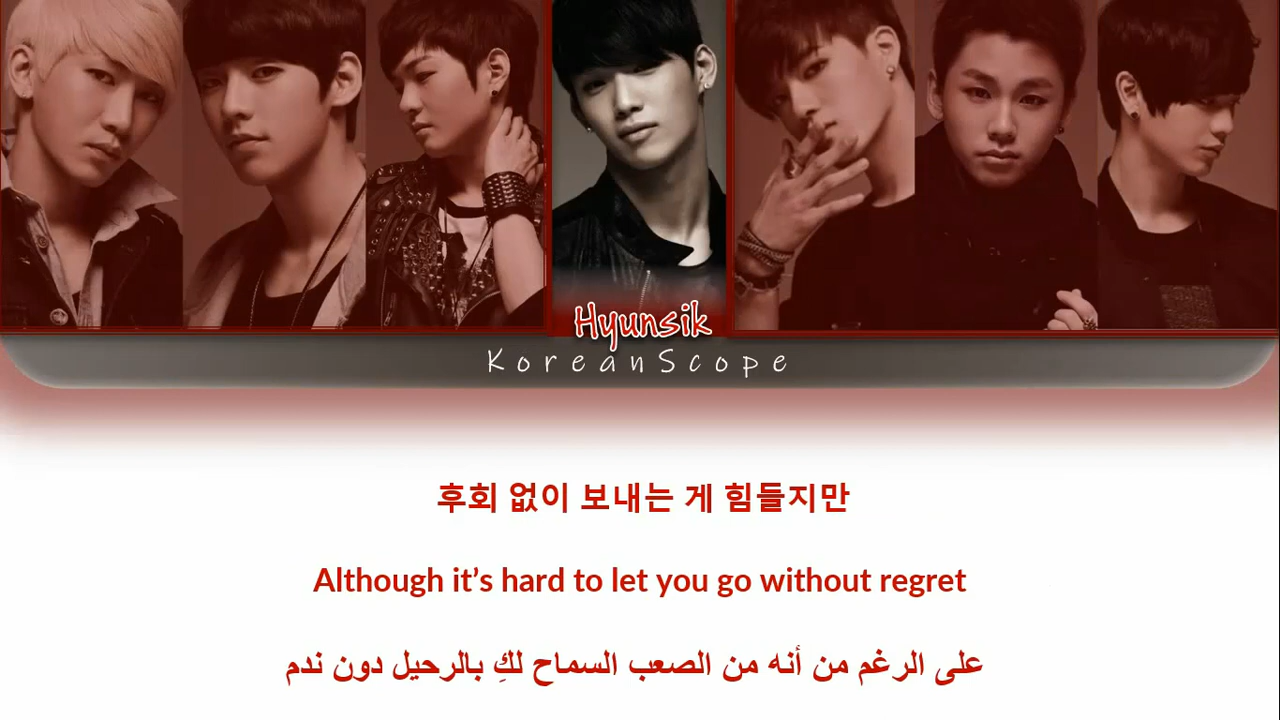 Hyunsik
KoreanScope
후회 없이 보내는 게 힘들지만
Although it's hard to let you go without regret
على الرغم من أنه من الصعب السماح لكِ بالرحيل دون ندم